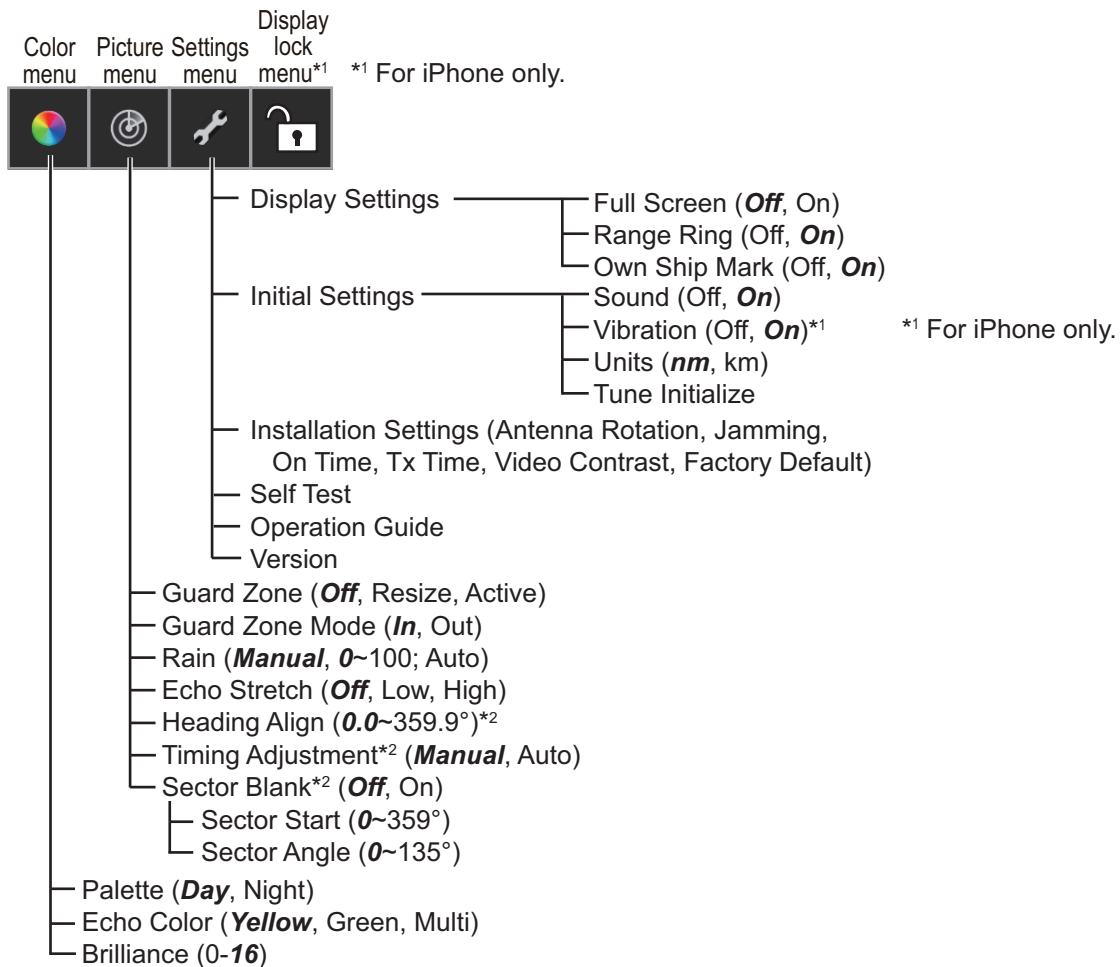 Color menu
Picture menu
Settings menu
Display lock menu*1
*1 For iPhone only.
Display Settings
Full Screen (Off, On)
Range Ring (Off, On)
Own Ship Mark (Off, On)
Initial Settings
Sound (Off, On)
Vibration (Off, On)*1
*1 For iPhone only.
Units (nm, km)
Tune Initialize
Installation Settings (Antenna Rotation, Jamming,
On Time, Tx Time, Video Contrast, Factory Default)
Self Test
Operation Guide
Version
Guard Zone (Off, Resize, Active)
Guard Zone Mode (In, Out)
Rain (Manual, 0~100; Auto)
Echo Stretch (Off, Low, High)
Heading Align (0.0~359.9°)*2
Timing Adjustment*2 (Manual, Auto)
Sector Blank*2 (Off, On)
Sector Start (0~359°)
Sector Angle (0~135°)
Palette (Day, Night)
Echo Color (Yellow, Green, Multi)
Brilliance (0-16)